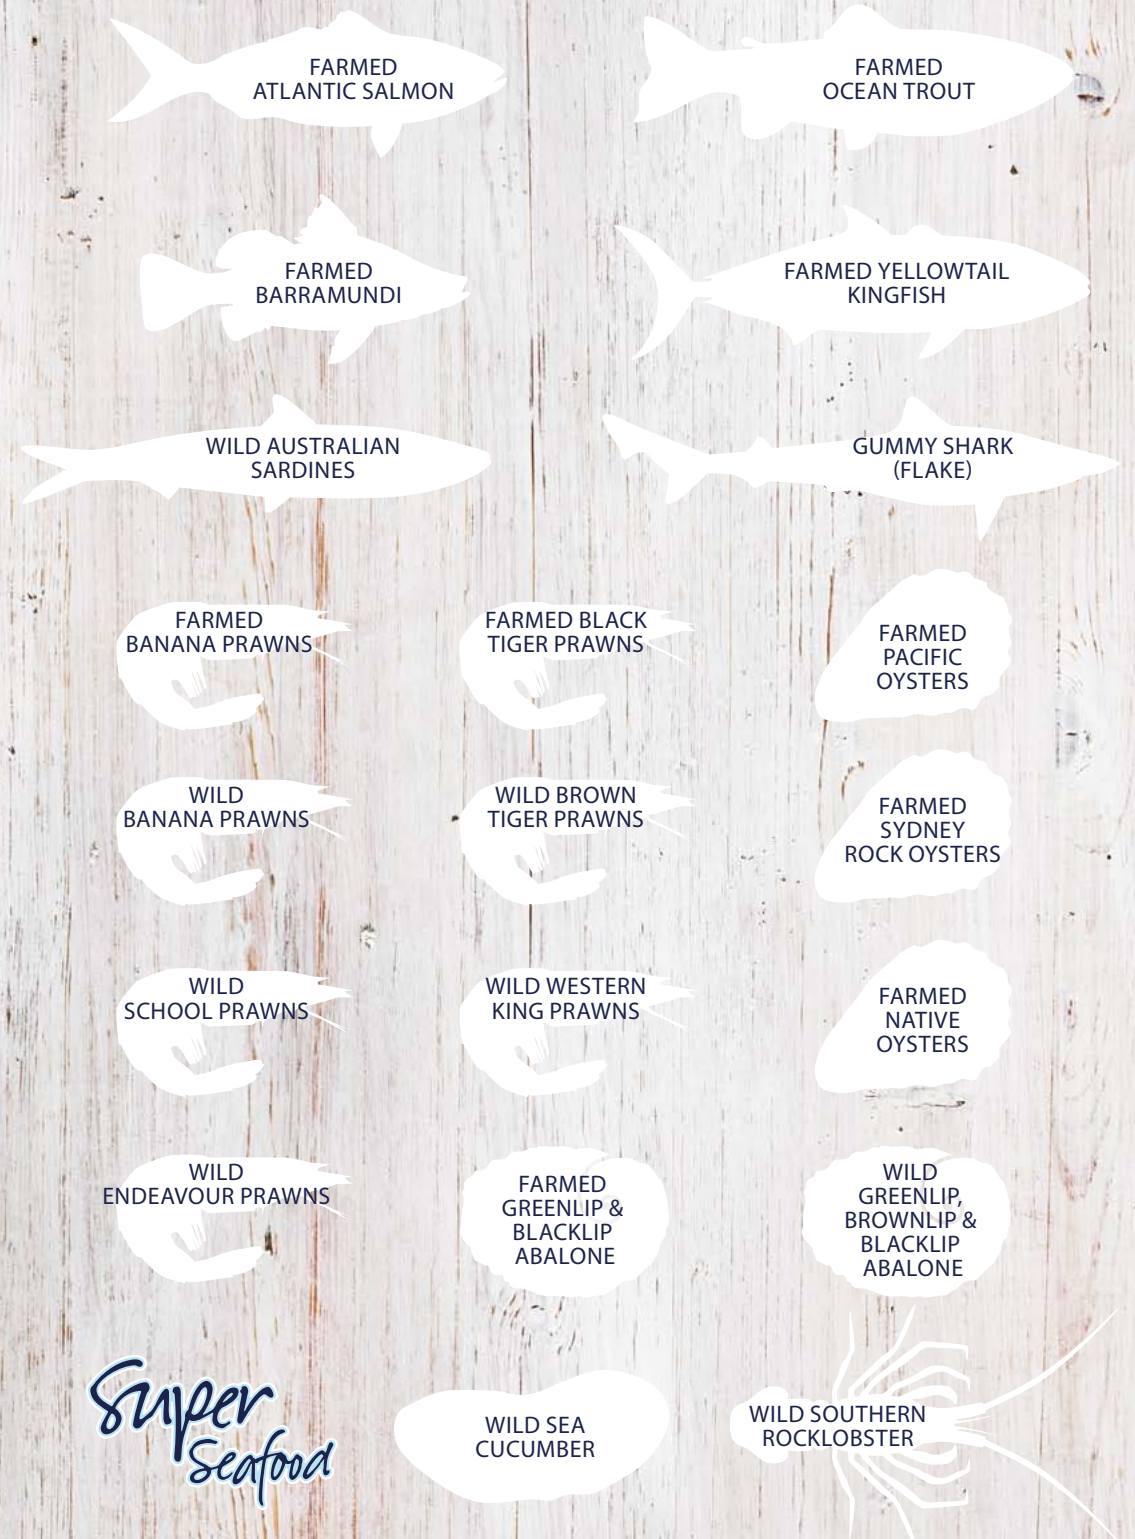 FARMED
ATLANTIC SALMON
FARMED
OCEAN TROUT
FARMED
BARRAMUNDI
FARMED YELLOWTAIL
KINGFISH
WILD AUSTRALIAN
SARDINES
GUMMY SHARK
(FLAKE)
FARMED
BANANA PRAWNS
FARMED BLACK
TIGER PRAWNS
FARMED
PACIFIC
OYSTERS
WILD
BANANA PRAWNS
WILD BROWN
TIGER PRAWNS
FARMED
SYDNEY
ROCK OYSTERS
WILD
SCHOOL PRAWNS
WILD WESTERN
KING PRAWNS
FARMED
NATIVE
OYSTERS
WILD
ENDEAVOUR PRAWNS
FARMED
GREENLIP &
BLACKLIP
ABALONE
WILD
GREENLIP,
BROWNLIP &
BLACKLIP
ABALONE
Super
Seafood
WILD SEA
CUCUMBER
WILD SOUTHERN
ROCKLOBSTER